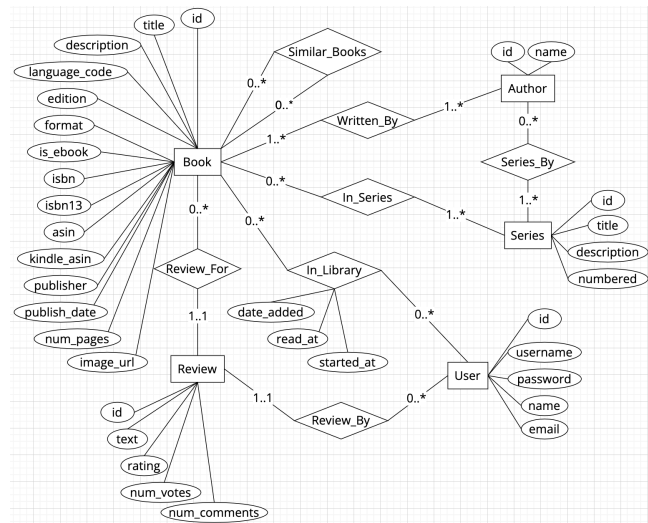 id
title
description
language_code
edition
format
is_ebook
isbn
isbn13
asin
kindle_asin
publisher
publish_date
num_pages
image_url
Book
Similar_Books
0..*
0..*
Written_By
1..*
1..*
id
name
Author
0..*
Series_By
1..*
In_Series
0..*
1..*
Series
id
title
description
numbered
0..*
Review_For
1..1
0..*
In_Library
0..*
date_added
read_at
started_at
Review
id
text
rating
num_votes
num_comments
1..1
Review_By
0..*
User
id
username
password
name
email